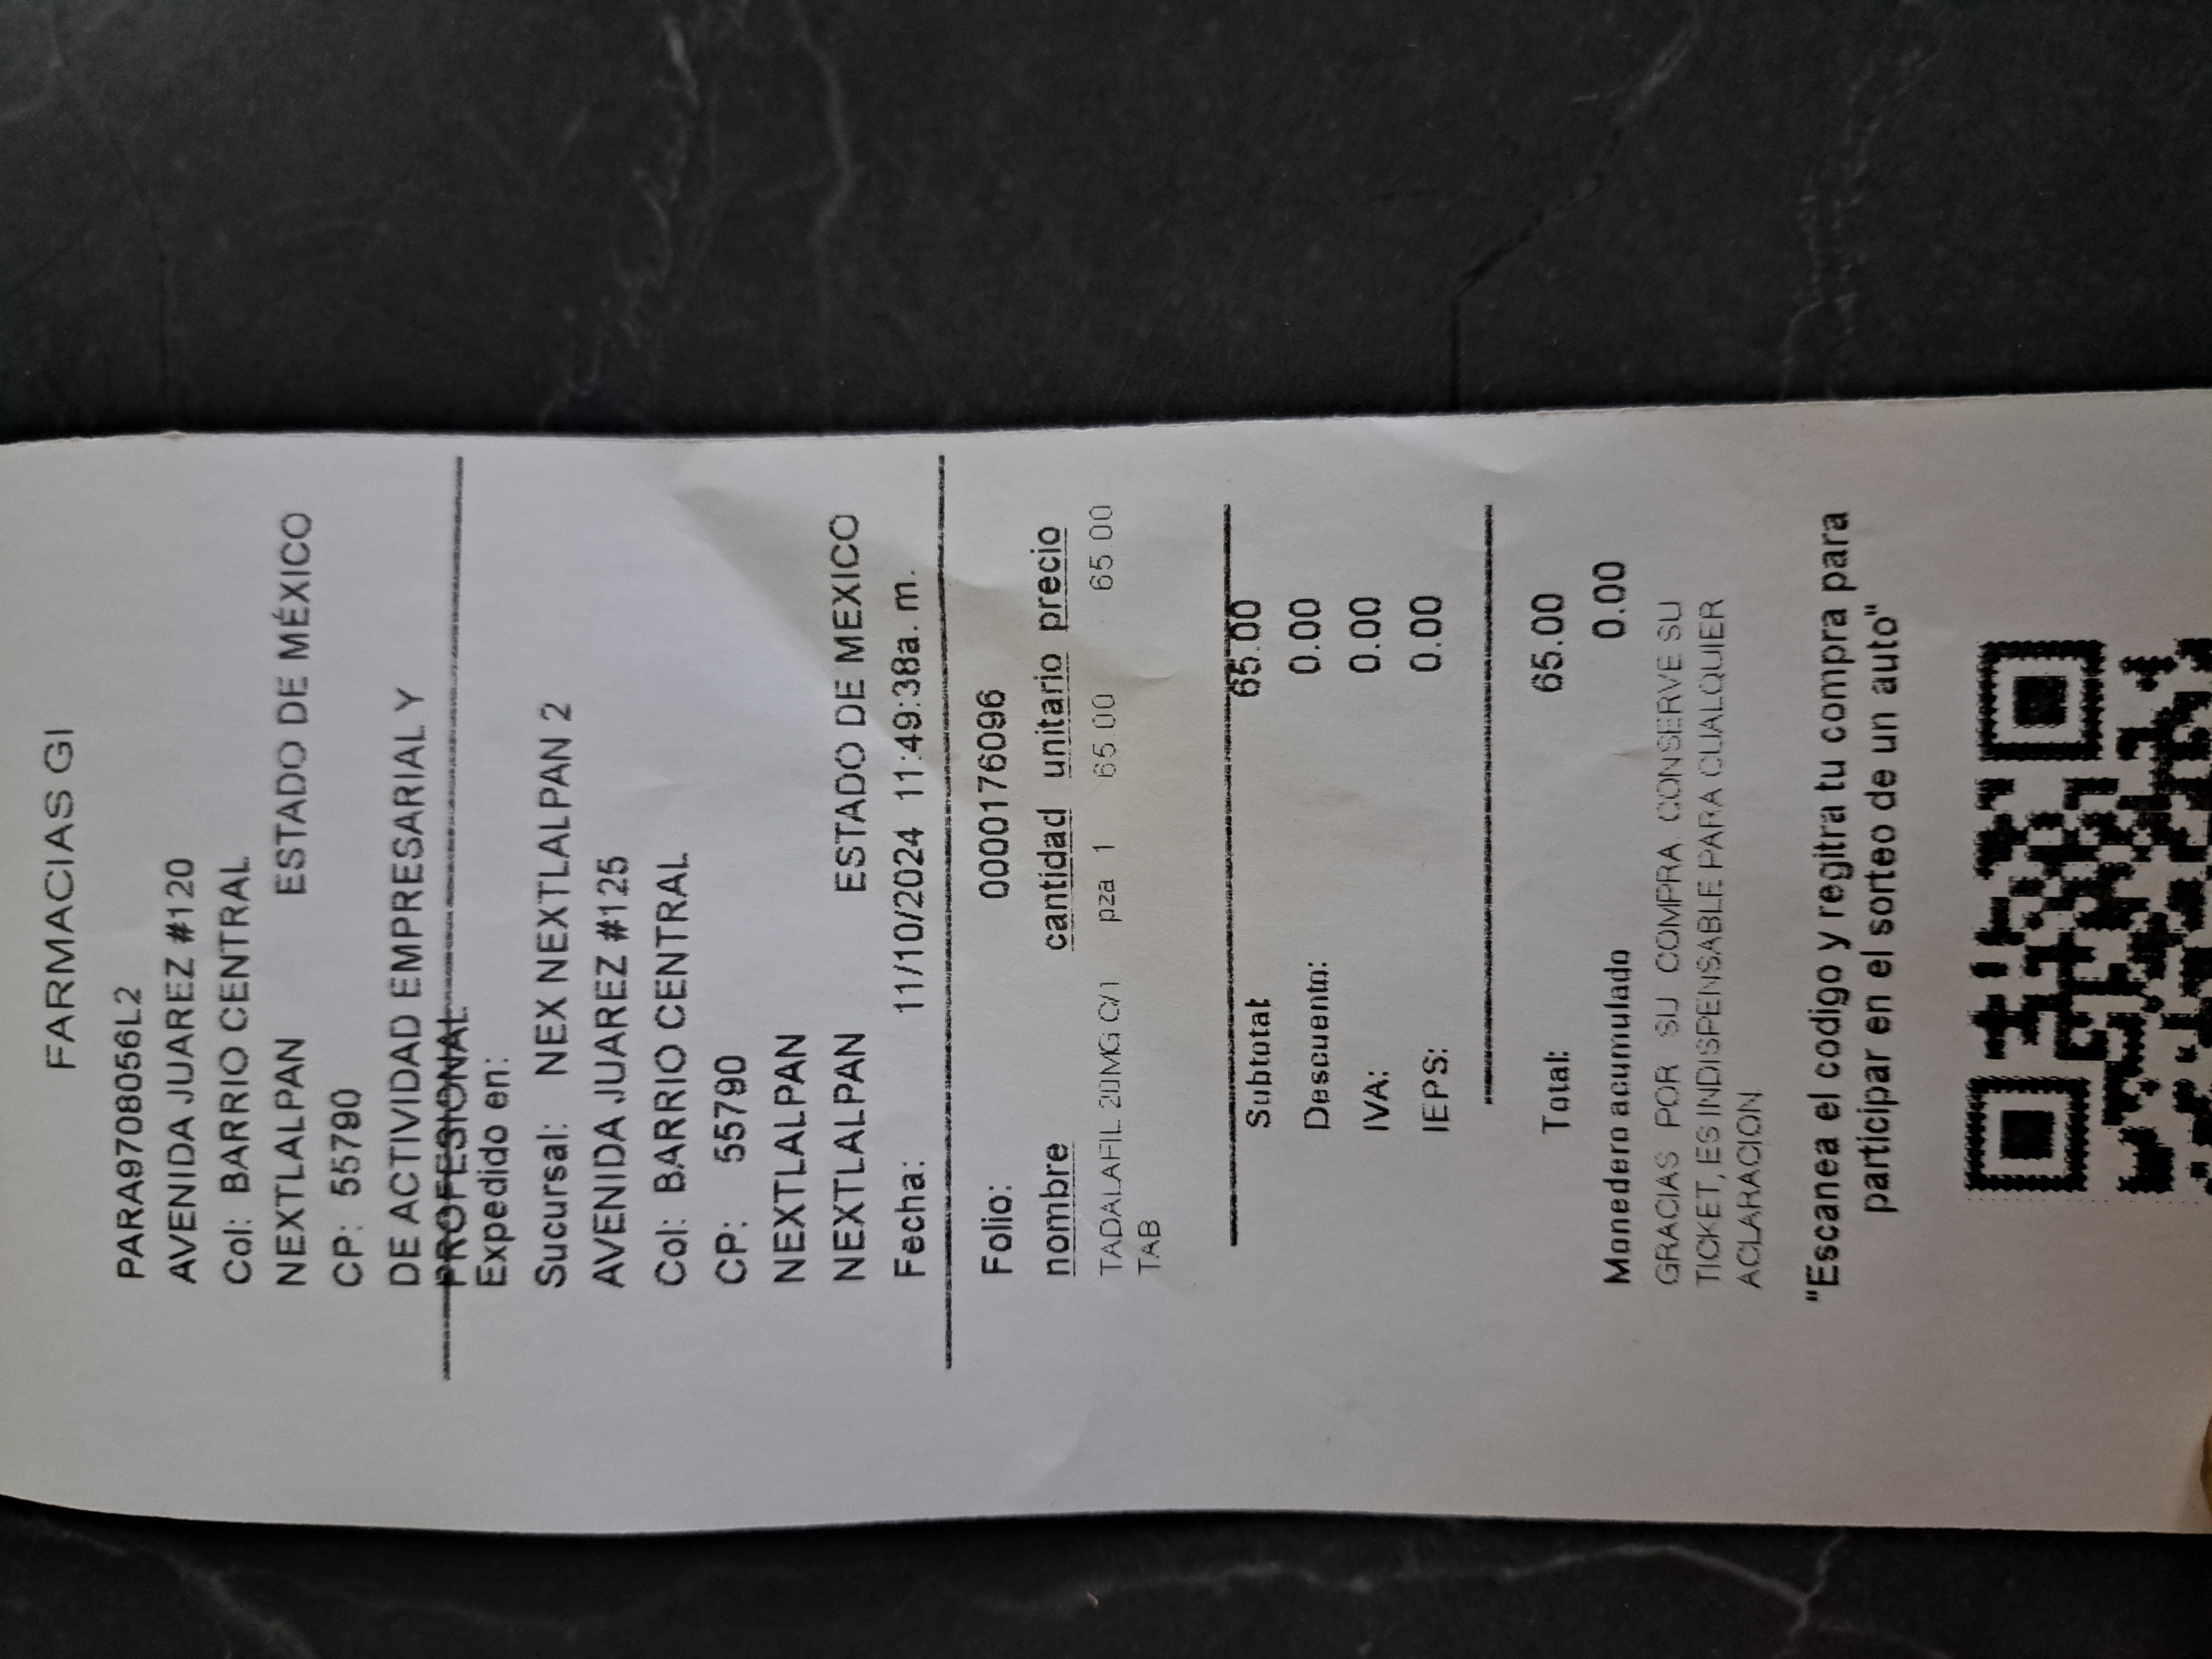 FARMACIAS GI
PARA9708056L2
AVENIDA JUAREZ #120
Col: BARRIO CENTRAL
NEXTLALPAN ESTADO DE MÉXICO
CP: 55790
DE ACTIVIDAD EMPRESARIAL Y
PROFESIONAL
Expedido en:
Sucursal: NEX NEXTLALPAN 2
AVENIDA JUAREZ #125
Col: BARRIO CENTRAL
CP: 55790
NEXTLALPAN
NEXTLALPAN ESTADO DE MEXICO
Fecha: 11/10/2024 11:49:38a. m.
Folio: 0000176096
nombre cantidad unitario precio
TADALAFIL 20MG C/1 pza 1 65.00 65.00
TAB
Subtotal 65.00
Descuento: 0.00
IVA: 0.00
IEPS: 0.00
Total: 65.00
Monedero acumulado 0.00
GRACIAS POR SU COMPRA, CONSERVE SU
TICKET, ES INDISPENSABLE PARA CUALQUIER
ACLARACION.
"Escanea el codigo y regitra tu compra para
participar en el sorteo de un auto"